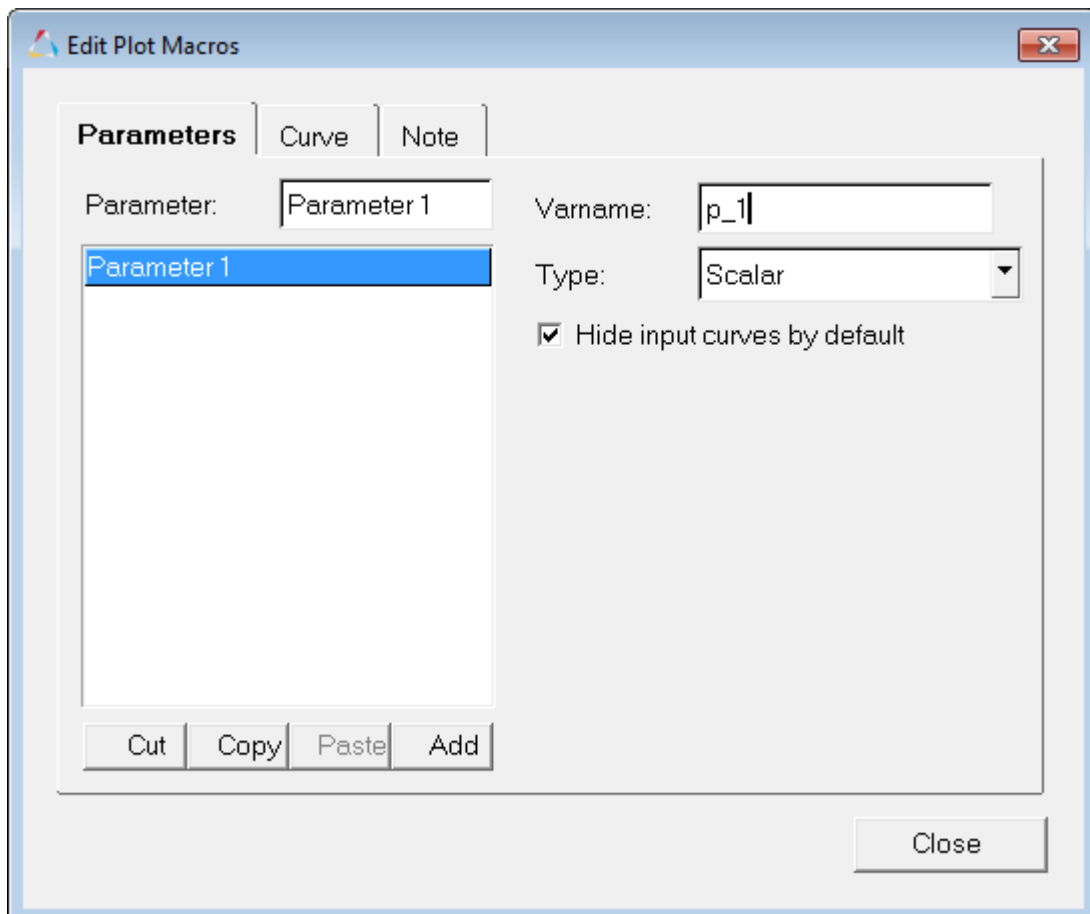 Edit Plot Macros
Parameters Curve Note
Parameter: Parameter 1
Varname: p_1
Parameter 1
Type: Scalar
Hide input curves by default
Cut Copy Paste Add
Close